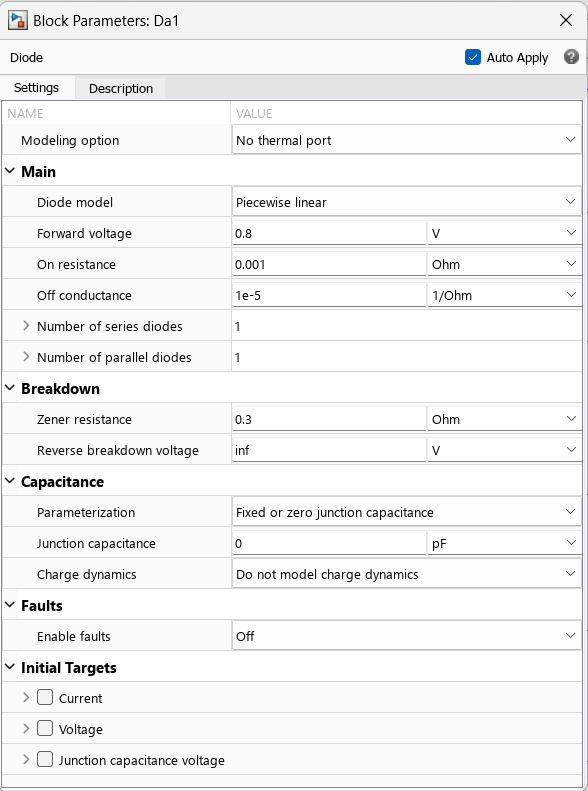 Block Parameters: Da1
Diode
Auto Apply
Settings Description
NAME VALUE
Modeling option No thermal port
Main
Diode model Piecewise linear
Forward voltage 0.8 V
On resistance 0.001 Ohm
Off conductance 1e-5 1/Ohm
Number of series diodes 1
Number of parallel diodes 1
Breakdown
Zener resistance 0.3 Ohm
Reverse breakdown voltage inf V
Capacitance
Parameterization Fixed or zero junction capacitance
Junction capacitance 0 pF
Charge dynamics Do not model charge dynamics
Faults
Enable faults Off
Initial Targets
Current
Voltage
Junction capacitance voltage